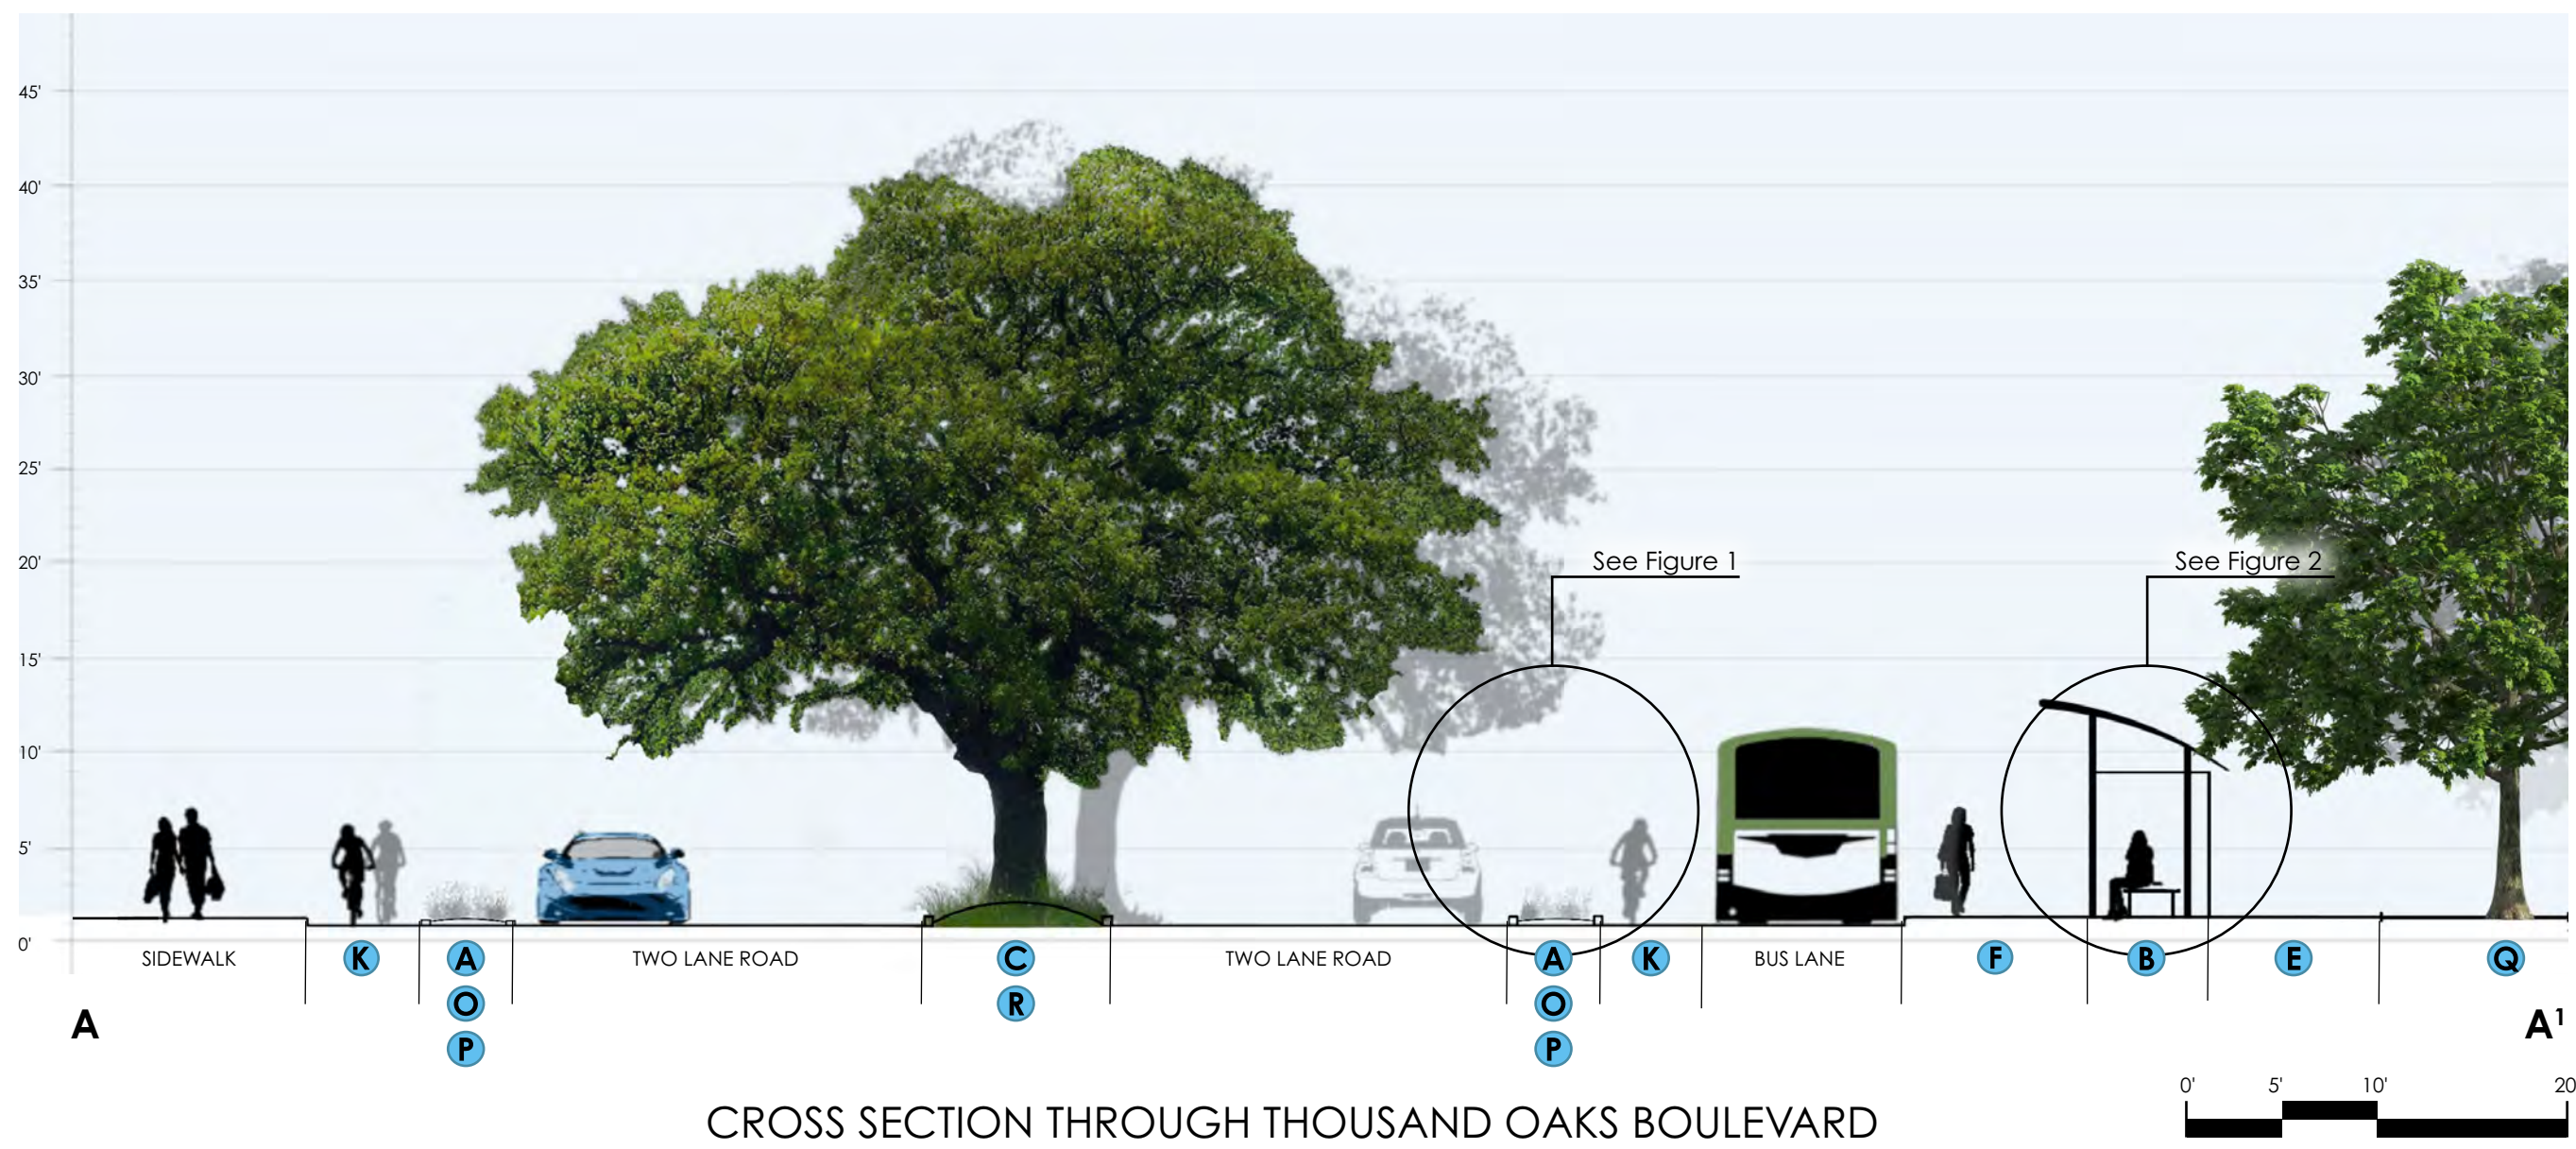 45'
40'
35'
30'
25'
20'
15'
10'
5'
0'
See Figure 1
See Figure 2
SIDEWALK
K
A
O
P
TWO LANE ROAD
C
R
TWO LANE ROAD
A
O
P
K
BUS LANE
F
B
E
Q
A
A¹
CROSS SECTION THROUGH THOUSAND OAKS BOULEVARD
0' 5' 10' 20